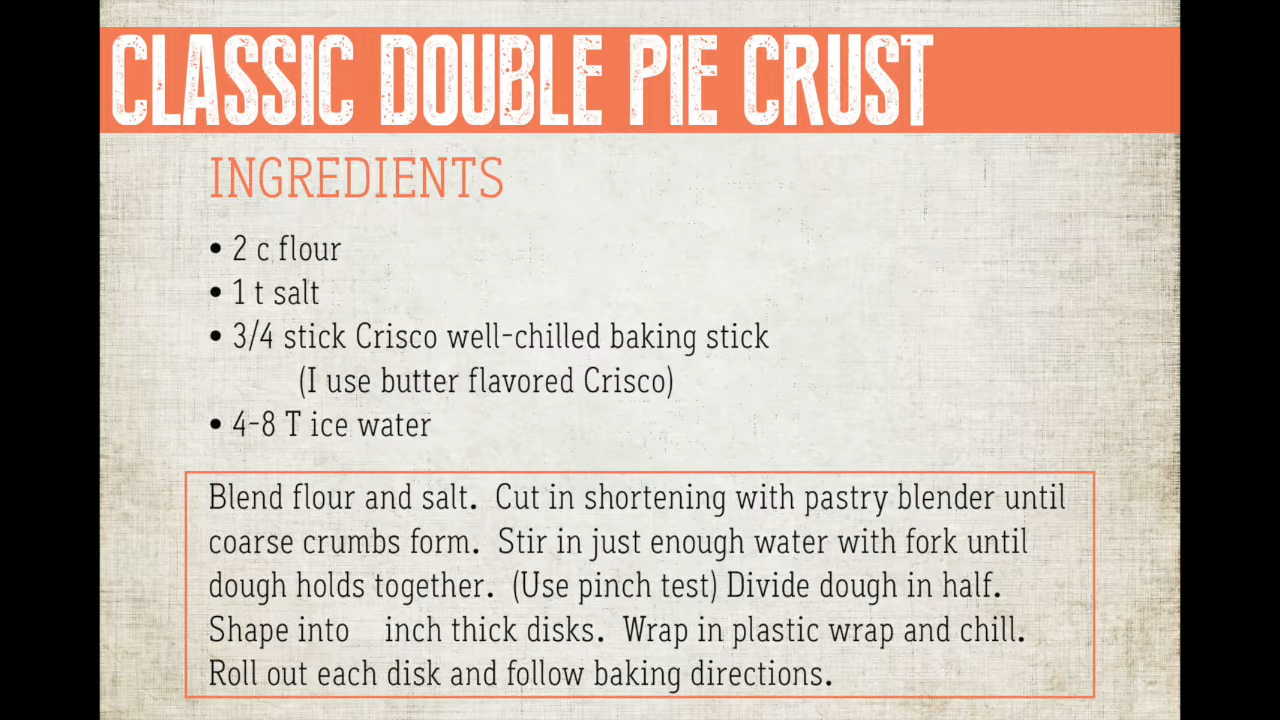 CLASSIC DOUBLE PIE CRUST
INGREDIENTS
• 2 c flour
• 1 t salt
• 3/4 stick Crisco well-chilled baking stick
(I use butter flavored Crisco)
• 4-8 T ice water
Blend flour and salt.  Cut in shortening with pastry blender until
coarse crumbs form.  Stir in just enough water with fork until
dough holds together.  (Use pinch test) Divide dough in half.
Shape into    inch thick disks.  Wrap in plastic wrap and chill.
Roll out each disk and follow baking directions.